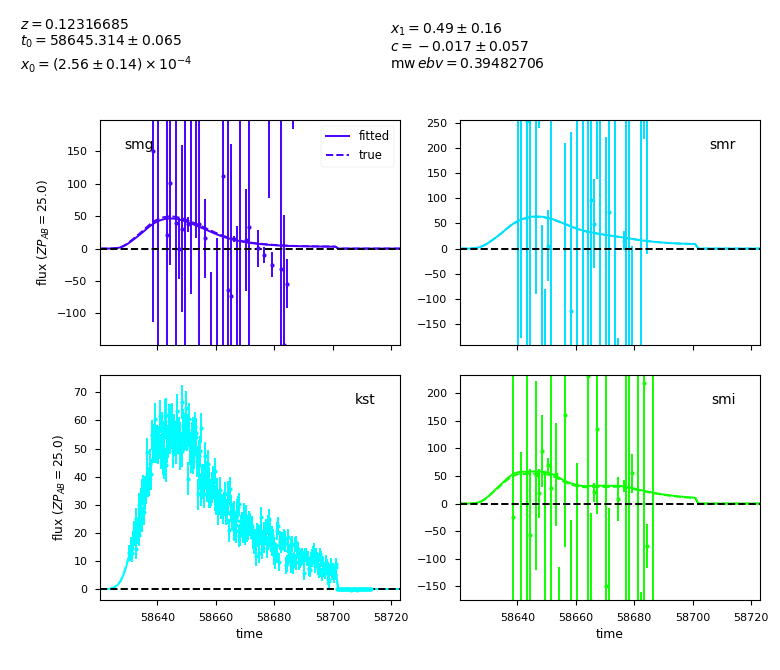 z = 0.12316685
t₀ = 58645.314 ± 0.065
x₀ = (2.56 ± 0.14) × 10⁻⁴
x₁ = 0.49 ± 0.16
c = −0.017 ± 0.057
mw ebv = 0.39482706
smg
fitted
true
150
100
50
0
−50
−100
flux (ZP_AB = 25.0)
smr
250
200
150
100
50
0
−50
−100
−150
kst
70
60
50
40
30
20
10
0
flux (ZP_AB = 25.0)
58640
58660
58680
58700
58720
time
smi
200
150
100
50
0
−50
−100
−150
58640
58660
58680
58700
58720
time